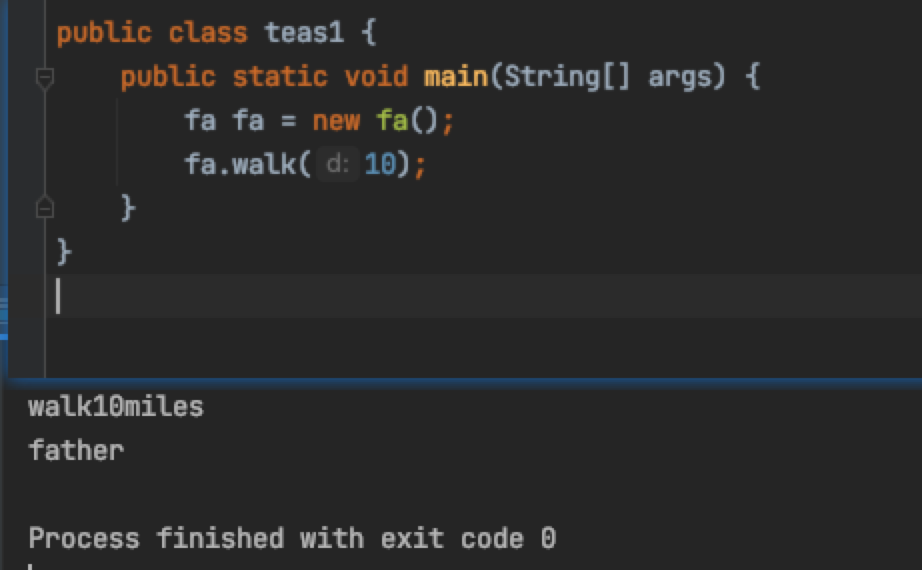 public class teas1 {
public static void main(String[] args) {
fa fa = new fa();
fa.walk( d: 10);
}
}
walk10miles
father
Process finished with exit code 0